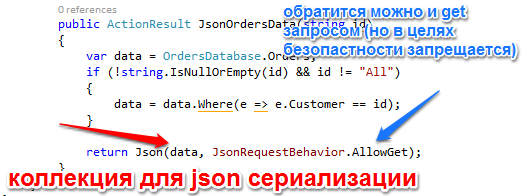 0 references
public ActionResult JsonOrdersData(string id)
{
var data = OrdersDatabase.Orders;
if (!string.IsNullOrEmpty(id) && id != "All")
{
data = data.Where(e => e.Customer == id);
}
return Json(data, JsonRequestBehavior.AllowGet);
}
обратится можно и get
запросом (но в целях
безопастности запрещается)
коллекция для json сериализации